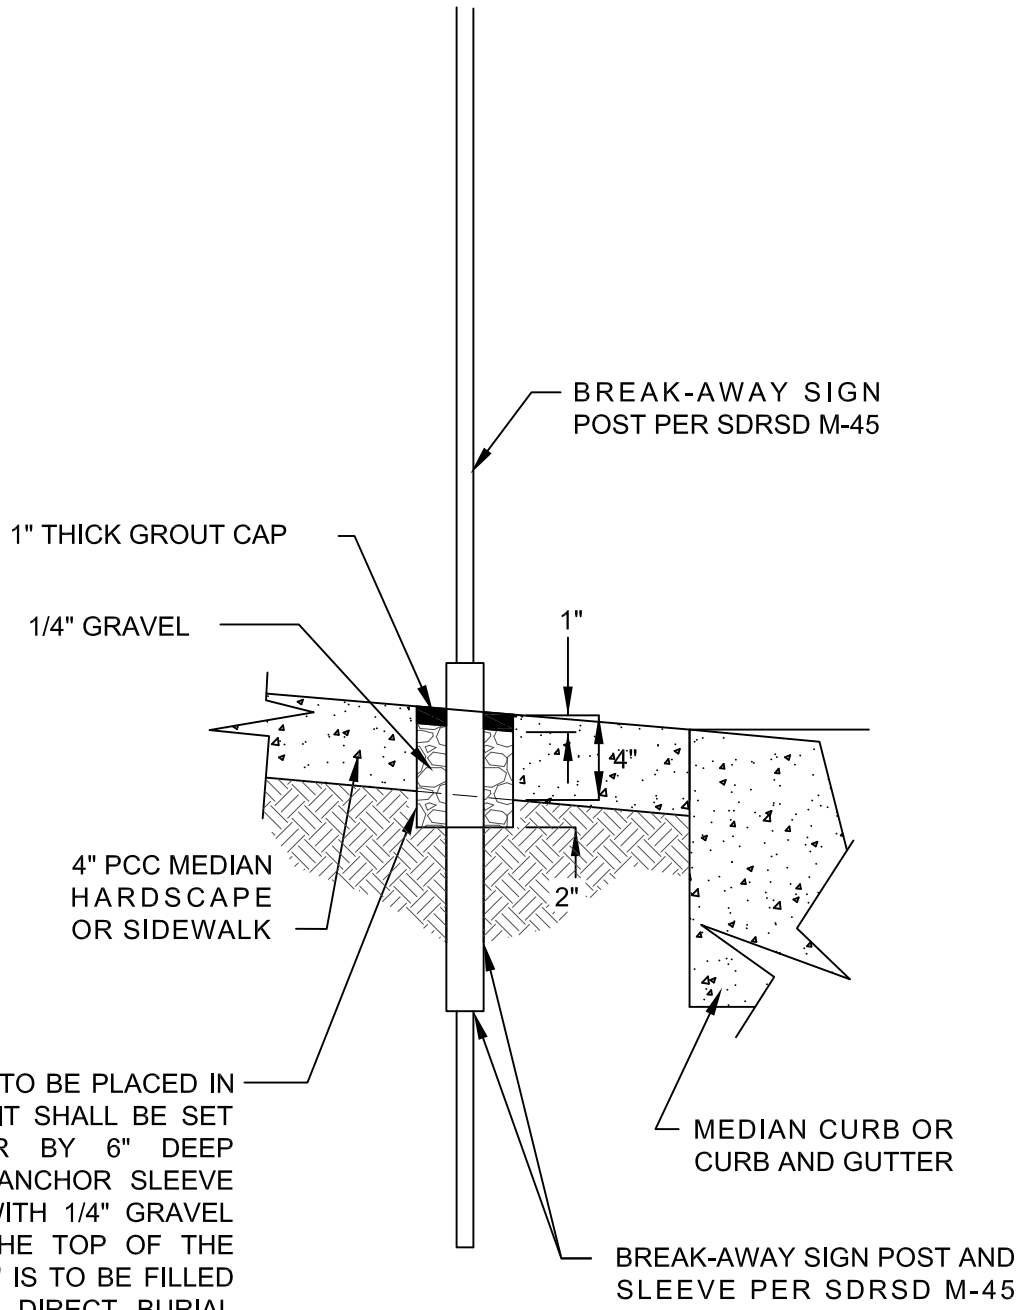 BREAK-AWAY SIGN
POST PER SDRSD M-45
1" THICK GROUT CAP
1/4" GRAVEL
1"
4"
2"
4" PCC MEDIAN
HARDSCAPE
OR SIDEWALK
TO BE PLACED IN
IT SHALL BE SET
BY 6" DEEP
ANCHOR SLEEVE
WITH 1/4" GRAVEL
THE TOP OF THE
IS TO BE FILLED
DIRECT BURIAL
MEDIAN CURB OR
CURB AND GUTTER
BREAK-AWAY SIGN POST AND
SLEEVE PER SDRSD M-45